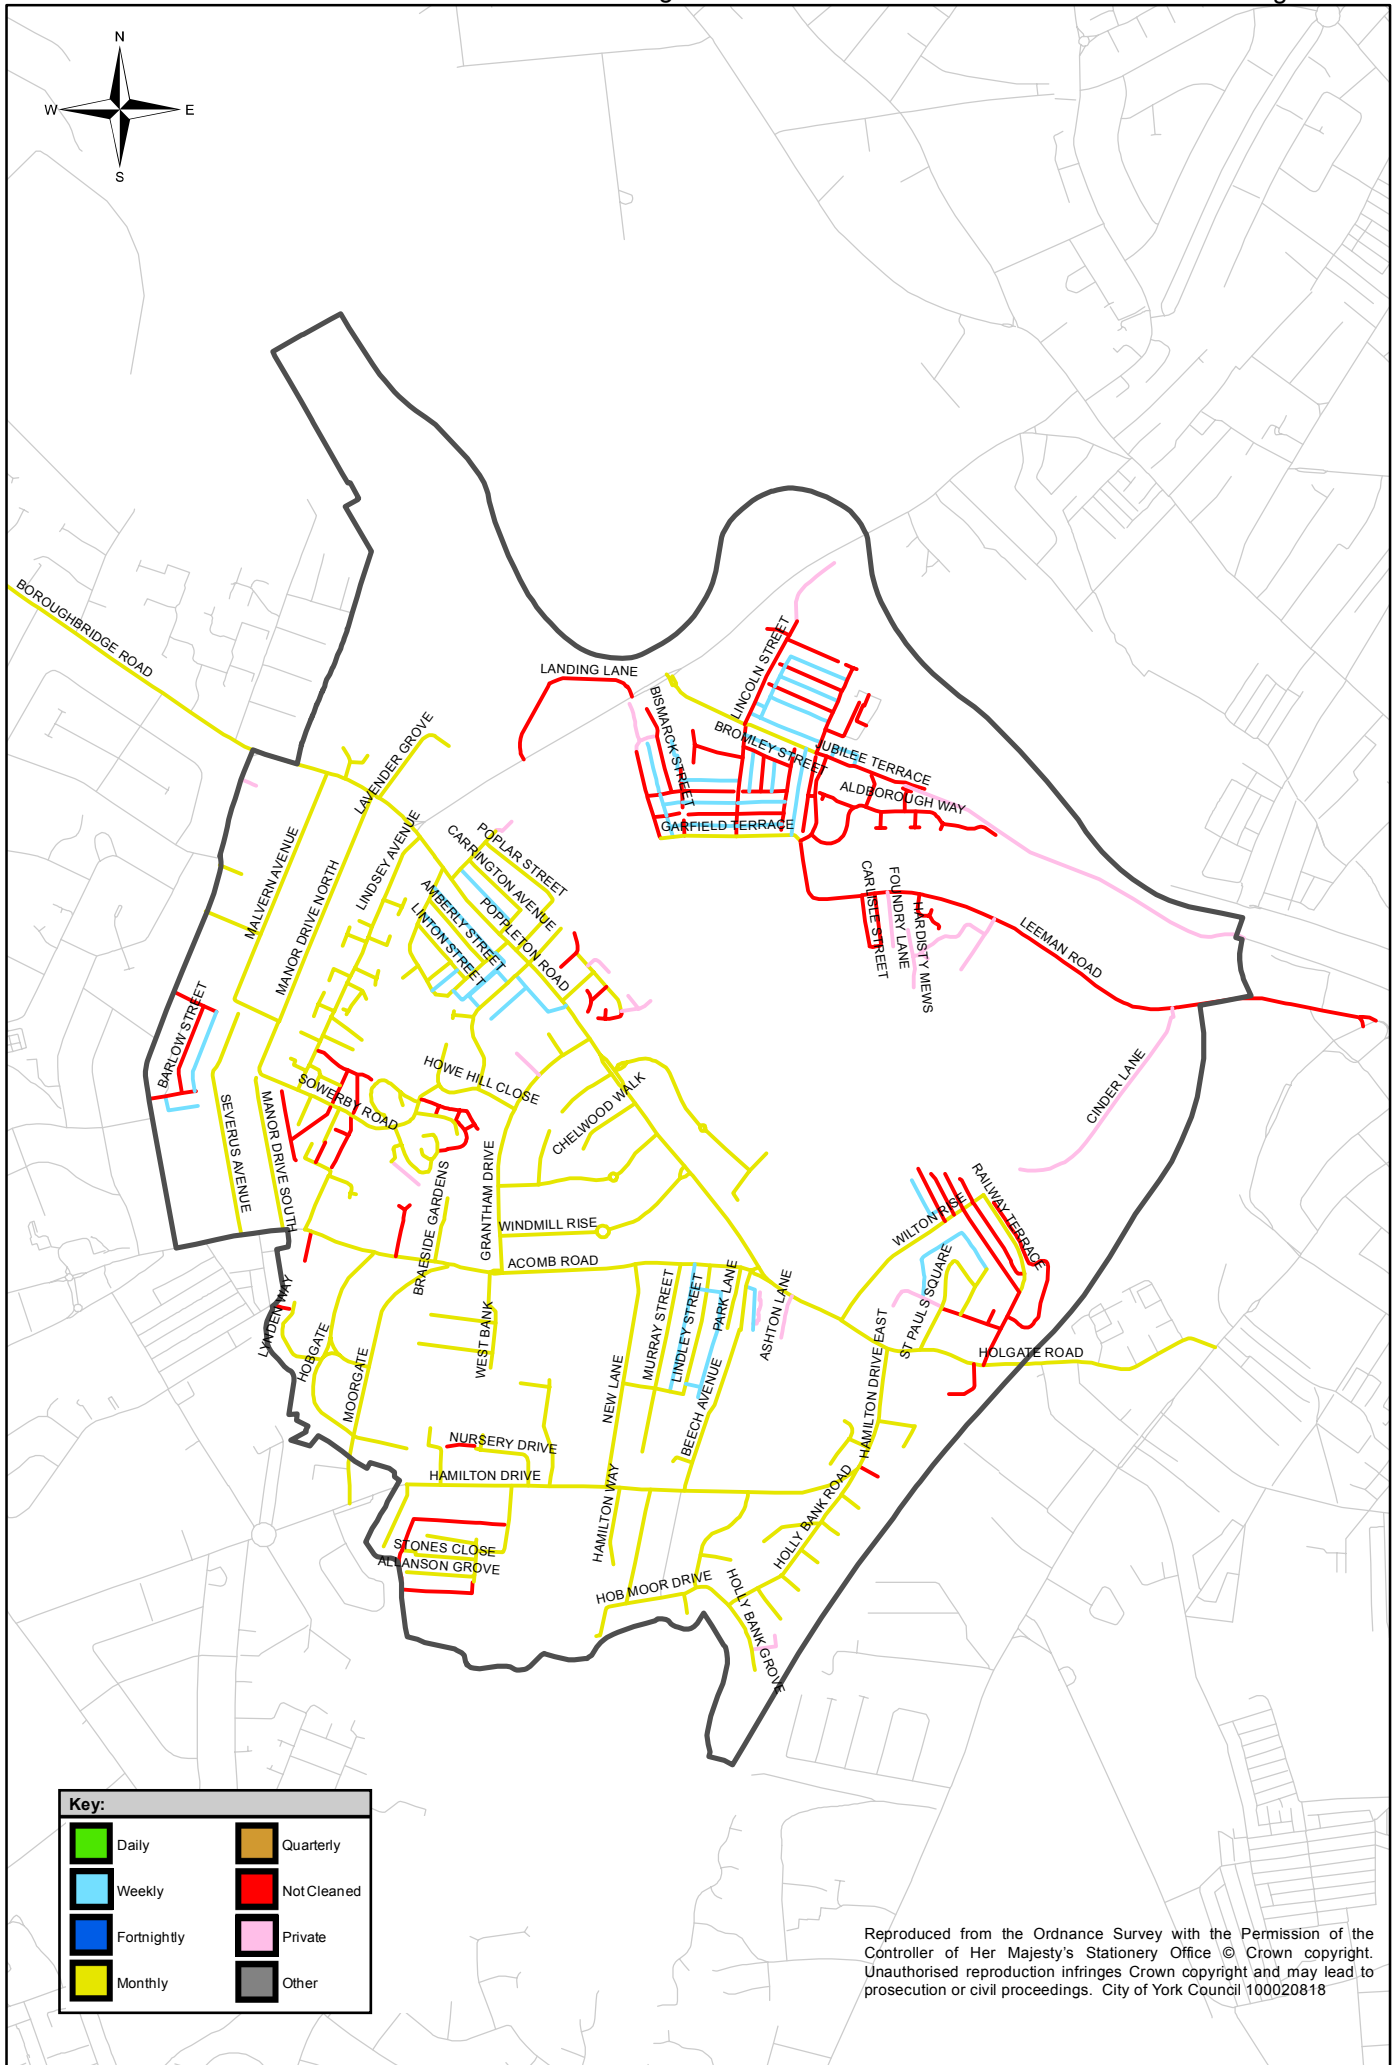 N
W
E
S
BOROUGHBRIDGE ROAD
LANDING LANE
LINCOLN STREET
BISMARCK STREET
BROMLEY STREET
JUBILEE TERRACE
ALDBOROUGH WAY
GARFIELD TERRACE
LAVENDER GROVE
LINDSEY AVENUE
POPLAR STREET
CARRINGTON AVENUE
MALVERN AVENUE
MANOR DRIVE NORTH
AMBERLY STREET
POPPLETON ROAD
LINTON STREET
CARLISLE STREET
FOUNDRY LANE
HARDISTY MEWS
LEEMAN ROAD
BARLOW STREET
CINDER LANE
HOWE HILL CLOSE
SOWERBY ROAD
CHELWOOD WALK
SEVERUS AVENUE
MANOR DRIVE SOUTH
BRAESIDE GARDENS
GRANTHAM DRIVE
WINDMILL RISE
WILTON RISE
RAILWAY TERRACE
ST PAULS SQUARE
ACOMB ROAD
LYNDEN WAY
HOBGATE
MOORGATE
WEST BANK
NEW LANE
MURRAY STREET
LINDLEY STREET
PARK LANE
BEECH AVENUE
ASHTON LANE
HAMILTON DRIVE EAST
HOLGATE ROAD
NURSERY DRIVE
HAMILTON DRIVE
HAMILTON WAY
HOLLY BANK ROAD
STONES CLOSE
ALLANSON GROVE
HOB MOOR DRIVE
HOLLY BANK GROVE
Key:
Daily
Quarterly
Weekly
Not Cleaned
Fortnightly
Private
Monthly
Other
Reproduced from the Ordnance Survey with the Permission of the
Controller of Her Majesty's Stationery Office © Crown copyright.
Unauthorised reproduction infringes Crown copyright and may lead to
prosecution or civil proceedings. City of York Council 100020818